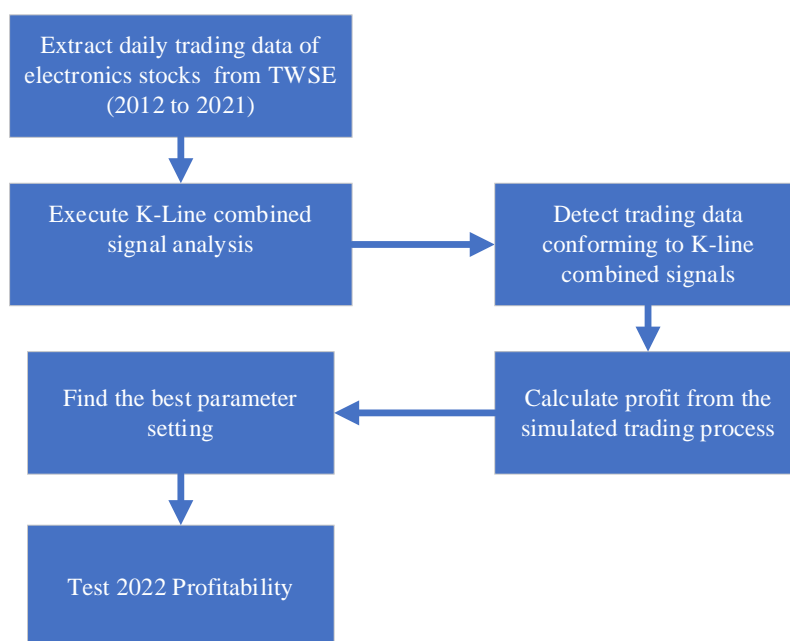 Extract daily trading data of
electronics stocks from TWSE
(2012 to 2021)
Execute K-Line combined
signal analysis
Detect trading data
conforming to K-line
combined signals
Calculate profit from the
simulated trading process
Find the best parameter
setting
Test 2022 Profitability